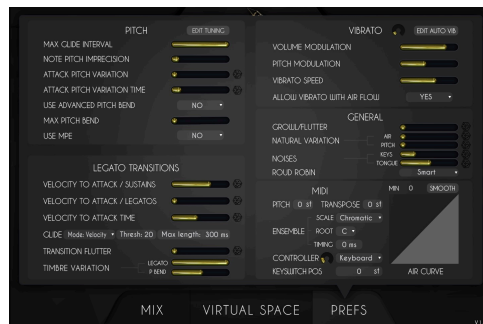 PITCH
EDIT TUNING
MAX GLIDE INTERVAL
NOTE PITCH IMPRECISION
ATTACK PITCH VARIATION
ATTACK PITCH VARIATION TIME
USE ADVANCED PITCH BEND NO
MAX PITCH BEND
USE MPE NO
LEGATO TRANSITIONS
VELOCITY TO ATTACK / SUSTAINS
VELOCITY TO ATTACK / LEGATOS
VELOCITY TO ATTACK TIME
GLIDE Mode: Velocity Thresh: 20 Max length: 300 ms
TRANSITION FLUTTER
TIMBRE VARIATION LEGATO
P BEND
VIBRATO
EDIT AUTO VIB
VOLUME MODULATION
PITCH MODULATION
VIBRATO SPEED
ALLOW VIBRATO WITH AIR FLOW YES
GENERAL
GROWL/FLUTTER
NATURAL VARIATION AIR
PITCH
NOISES KEYS
TONGUE
ROUD ROBIN Smart
MIDI
PITCH 0 st TRANSPOSE 0 st
ENSEMBLE SCALE Chromatic
ROOT C
TIMING 0 ms
CONTROLLER Keyboard
KEYSWITCH POS 0 st
MIN 0 SMOOTH
AIR CURVE
MIX VIRTUAL SPACE PREFS